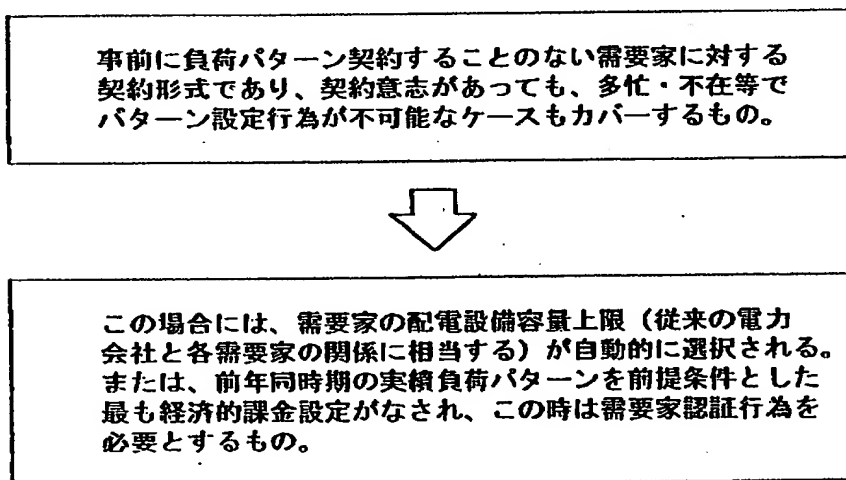 事前に負荷パターン契約することのない需要家に対する
契約形式であり、契約意志があっても、多忙・不在等で
パターン設定行為が不可能なケースもカバーするもの。
この場合には、需要家の配電設備容量上限（従来の電力
会社と各需要家の関係に相当する）が自動的に選択される。
または、前年同時期の実績負荷パターンを前提条件とした
最も経済的課金設定がなされ、この時は需要家認証行為を
必要とするもの。